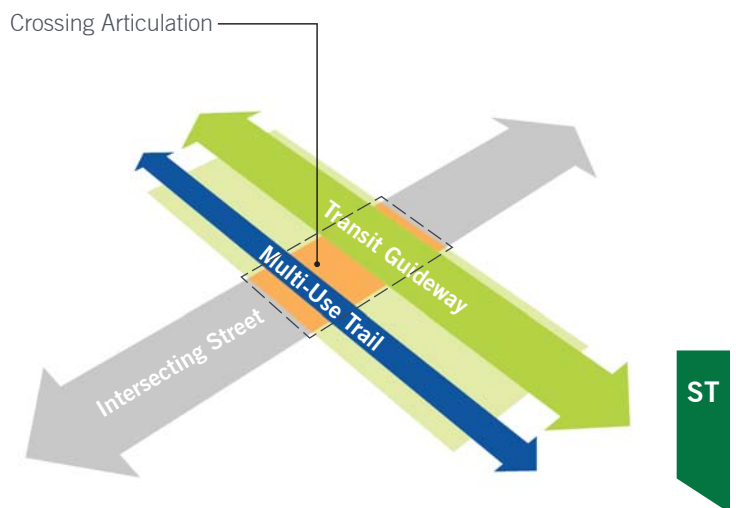 Crossing Articulation
Transit Guideway
Multi-Use Trail
Intersecting Street
ST